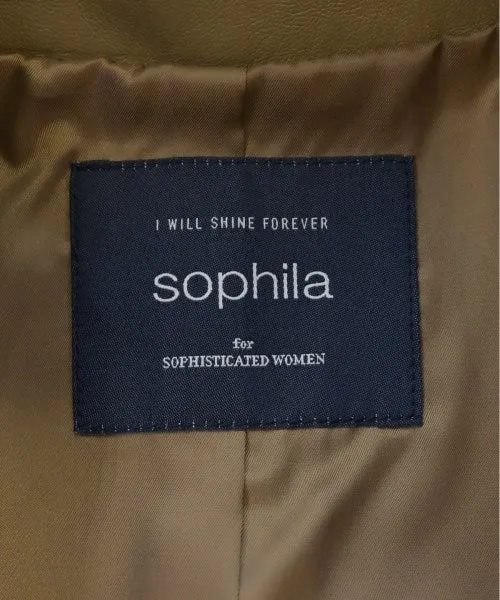 I WILL SHINE FOREVER
sophila
for
SOPHISTICATED WOMEN